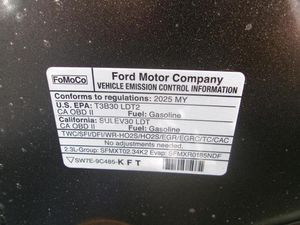 FoMoCo
Ford Motor Company
VEHICLE EMISSION CONTROL INFORMATION
Conforms to regulations: 2025 MY
U.S. EPA: T3B30 LDT2
CA OBD II Fuel: Gasoline
California: SULEV30 LDT
CA OBD II Fuel: Gasoline
TWC/SFI/DFI/WR-HO2S/HO2S/EGR/EGRC/TC/CAC
No adjustments needed.
2.3L-Group: SFMXT02.34K2 Evap: SFMXR0185NDF
SW7E-9C485-KFT